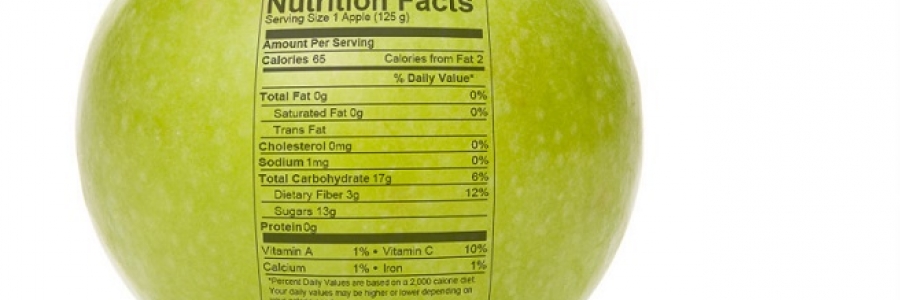 Nutrition Facts
Serving Size 1 Apple (125 g)
Amount Per Serving
Calories 65 Calories from Fat 2
% Daily Value*
Total Fat 0g 0%
Saturated Fat 0g 0%
Trans Fat
Cholesterol 0mg 0%
Sodium 1mg 0%
Total Carbohydrate 17g 6%
Dietary Fiber 3g 12%
Sugars 13g
Protein 0g
Vitamin A 1% • Vitamin C 10%
Calcium 1% • Iron 1%
*Percent Daily Values are based on a 2,000 calorie diet.
Your daily values may be higher or lower depending on